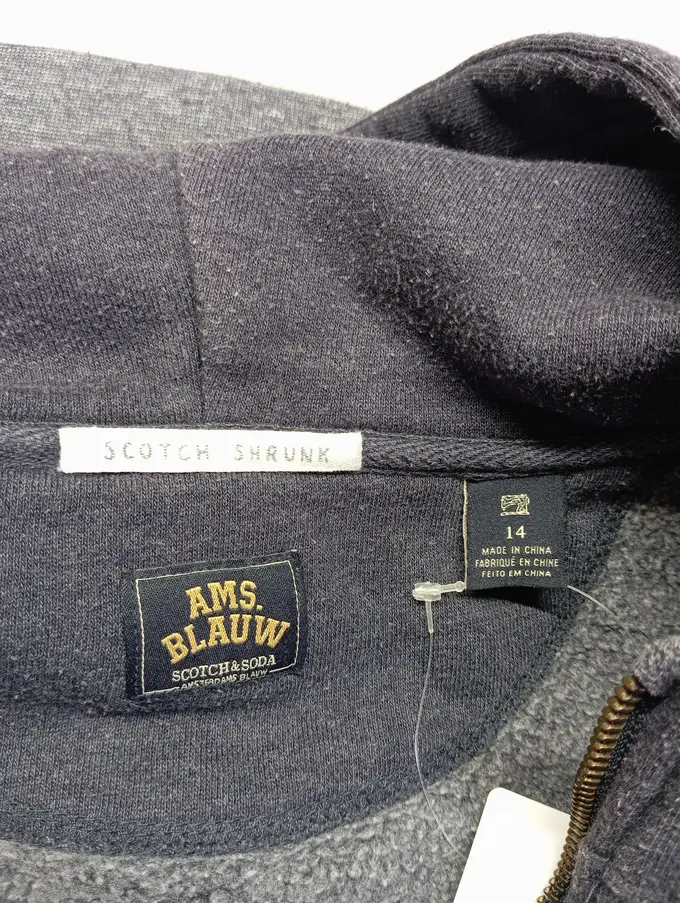 SCOTCH SHRUNK
14
MADE IN CHINA
FABRIQUÉ EN CHINE
FEITO EM CHINA
AMS.
BLAUW
SCOTCH&SODA
AMSTERDAMS BLAUW